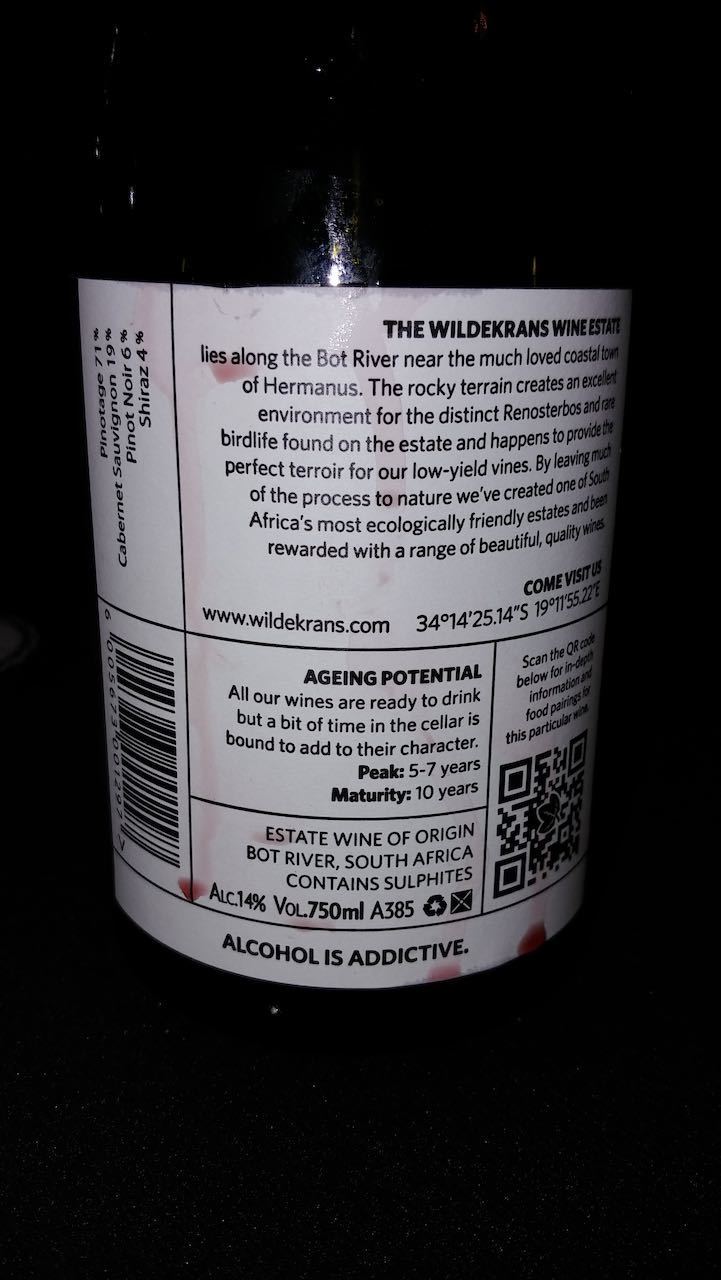 Pinotage 71%
Cabernet Sauvignon 19%
Pinot Noir 6%
Shiraz 4%
THE WILDEKRANS WINE ESTATE
lies along the Bot River near the much loved coastal town
of Hermanus. The rocky terrain creates an excellent
environment for the distinct Renosterbos and rare
birdlife found on the estate and happens to provide the
perfect terroir for our low-yield vines. By leaving much
of the process to nature we've created one of South
Africa's most ecologically friendly estates and been
rewarded with a range of beautiful, quality wines.
COME VISIT US
www.wildekrans.com 34°14'25.14"S 19°11'55.22"E
6 005673 001297
AGEING POTENTIAL
All our wines are ready to drink
but a bit of time in the cellar is
bound to add to their character.
Peak: 5-7 years
Maturity: 10 years
Scan the QR code
below for in-depth
information and
food pairings for
this particular wine.
ESTATE WINE OF ORIGIN
BOT RIVER, SOUTH AFRICA
CONTAINS SULPHITES
ALC.14% VOL.750ml A385
ALCOHOL IS ADDICTIVE.